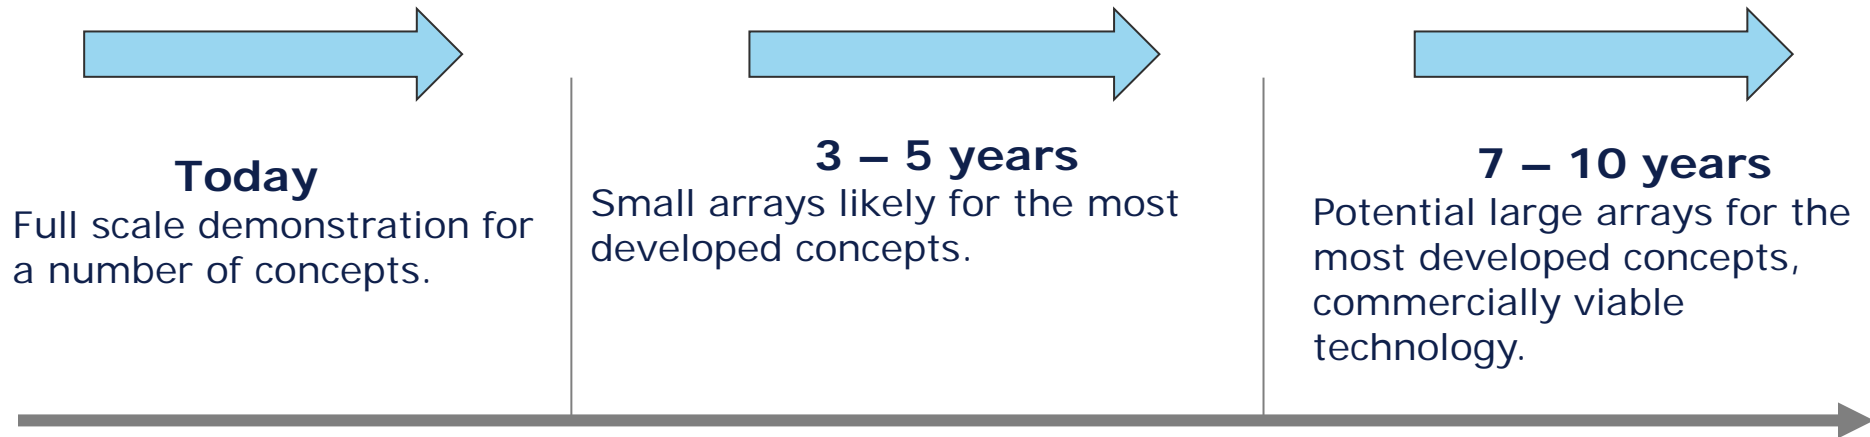 Today
Full scale demonstration for
a number of concepts.
3 – 5 years
Small arrays likely for the most
developed concepts.
7 – 10 years
Potential large arrays for the
most developed concepts,
commercially viable
technology.